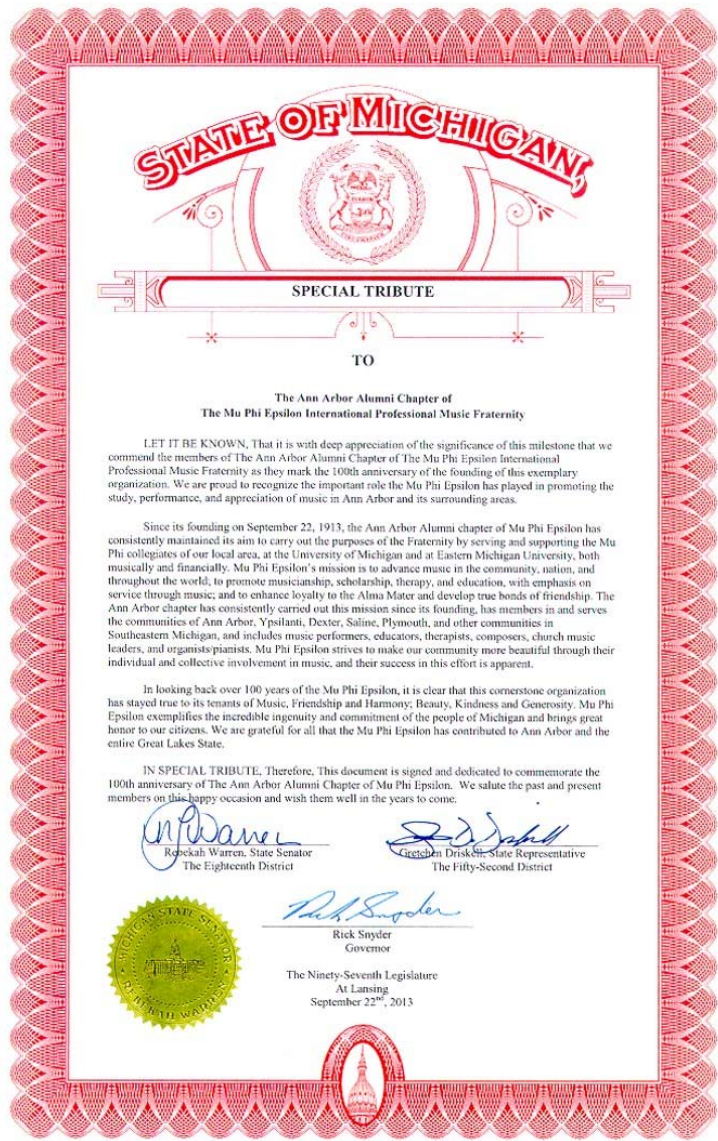 STATE OF MICHIGAN,
SPECIAL TRIBUTE
TO
The Ann Arbor Alumni Chapter of
The Mu Phi Epsilon International Professional Music Fraternity
LET IT BE KNOWN, That it is with deep appreciation of the significance of this milestone that we
commend the members of The Ann Arbor Alumni Chapter of The Mu Phi Epsilon International
Professional Music Fraternity as they mark the 100th anniversary of the founding of this exemplary
organization. We are proud to recognize the important role the Mu Phi Epsilon has played in promoting the
study, performance, and appreciation of music in Ann Arbor and its surrounding areas.
Since its founding on September 22, 1913, the Ann Arbor Alumni chapter of Mu Phi Epsilon has
consistently maintained its aim to carry out the purposes of the Fraternity by serving and supporting the Mu
Phi collegiates of our local area, at the University of Michigan and at Eastern Michigan University, both
musically and financially. Mu Phi Epsilon's mission is to advance music in the community, nation, and
throughout the world; to promote musicianship, scholarship, therapy, and education, with emphasis on
service through music; and to enhance loyalty to the Alma Mater and develop true bonds of friendship. The
Ann Arbor chapter has consistently carried out this mission since its founding, has members in and serves
the communities of Ann Arbor, Ypsilanti, Dexter, Saline, Plymouth, and other communities in
Southeastern Michigan, and includes music performers, educators, therapists, composers, church music
leaders, and organists/pianists. Mu Phi Epsilon strives to make our community more beautiful through their
individual and collective involvement in music, and their success in this effort is apparent.
In looking back over 100 years of the Mu Phi Epsilon, it is clear that this cornerstone organization
has stayed true to its tenants of Music, Friendship and Harmony; Beauty, Kindness and Generosity. Mu Phi
Epsilon exemplifies the incredible ingenuity and commitment of the people of Michigan and brings great
honor to our citizens. We are grateful for all that the Mu Phi Epsilon has contributed to Ann Arbor and the
entire Great Lakes State.
IN SPECIAL TRIBUTE, Therefore, This document is signed and dedicated to commemorate the
100th anniversary of The Ann Arbor Alumni Chapter of Mu Phi Epsilon. We salute the past and present
members on this happy occasion and wish them well in the years to come.
Rebekah Warren, State Senator
The Eighteenth District
Gretchen Driskell, State Representative
The Fifty-Second District
Rick Snyder
Rick Snyder
Governor
MICHIGAN STATE SENATOR
REBEKAH WARREN
The Ninety-Seventh Legislature
At Lansing
September 22nd, 2013